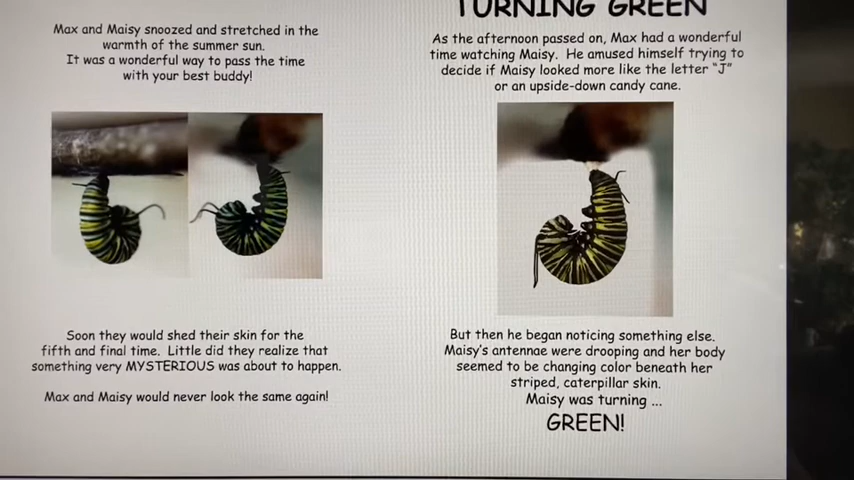 Max and Maisy snoozed and stretched in the
warmth of the summer sun.
It was a wonderful way to pass the time
with your best buddy!
Soon they would shed their skin for the
fifth and final time. Little did they realize that
something very MYSTERIOUS was about to happen.
Max and Maisy would never look the same again!
TURNING GREEN
As the afternoon passed on, Max had a wonderful
time watching Maisy. He amused himself trying to
decide if Maisy looked more like the letter "J"
or an upside-down candy cane.
But then he began noticing something else.
Maisy's antennae were drooping and her body
seemed to be changing color beneath her
striped, caterpillar skin.
Maisy was turning ...
GREEN!